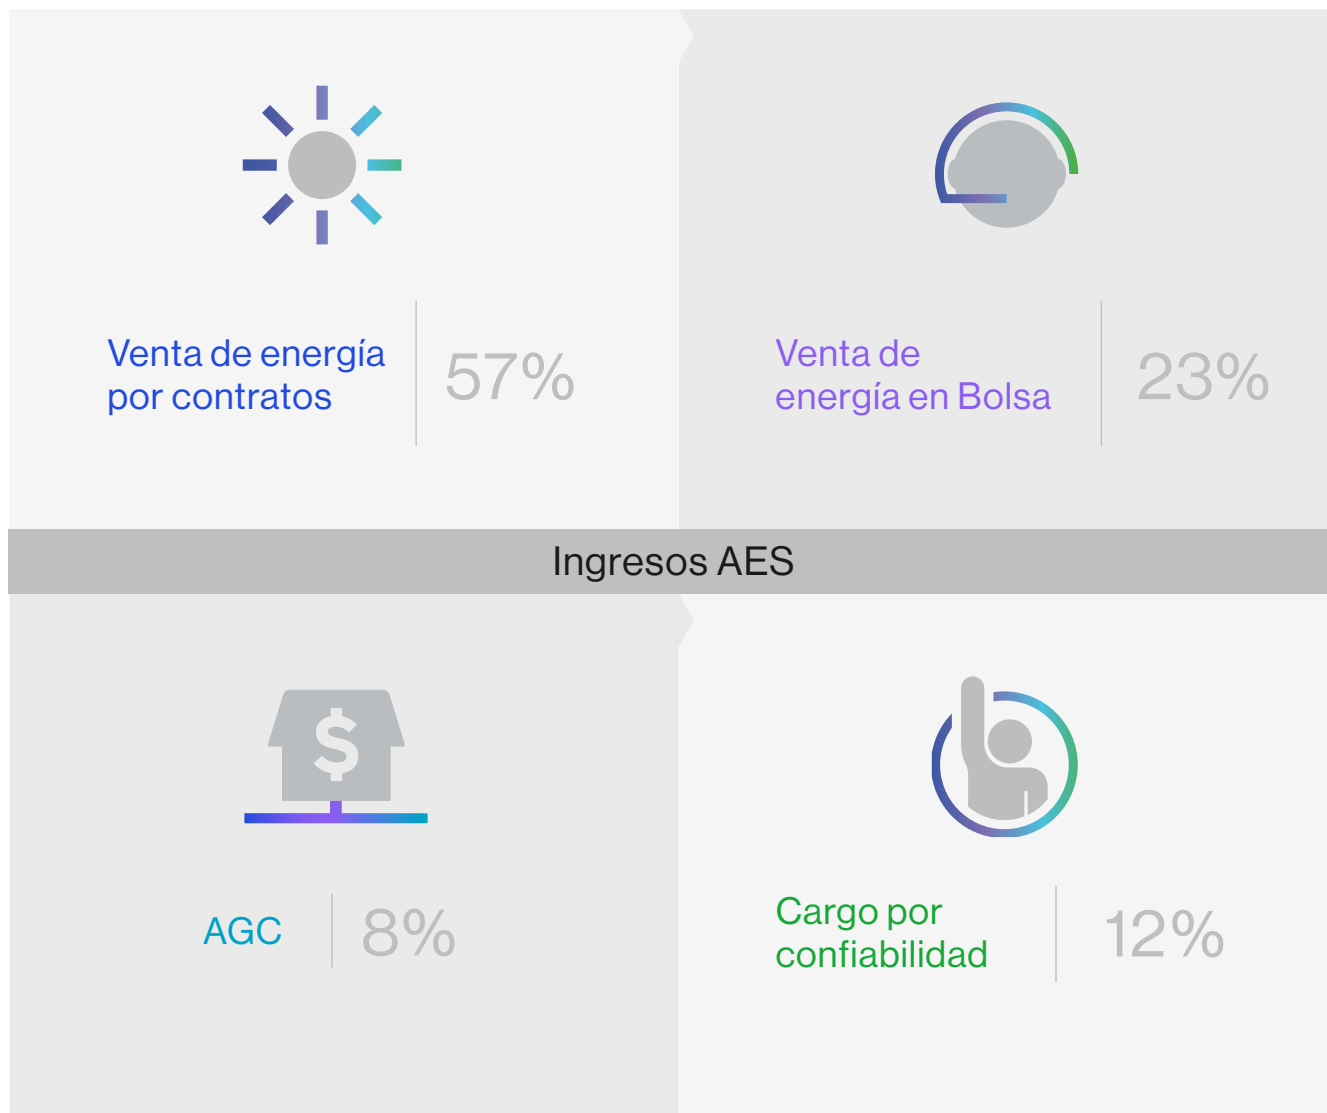 Venta de energía
por contratos
57%
Venta de
energía en Bolsa
23%
Ingresos AES
$
AGC
8%
Cargo por
confiabilidad
12%